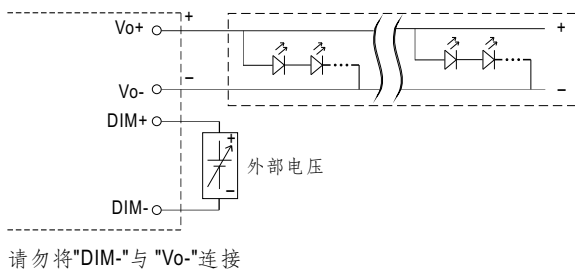 Vo+
+
+
−
Vo-
−
DIM+
+
外部电压
−
DIM-
请勿将"DIM-"与 "Vo-"连接